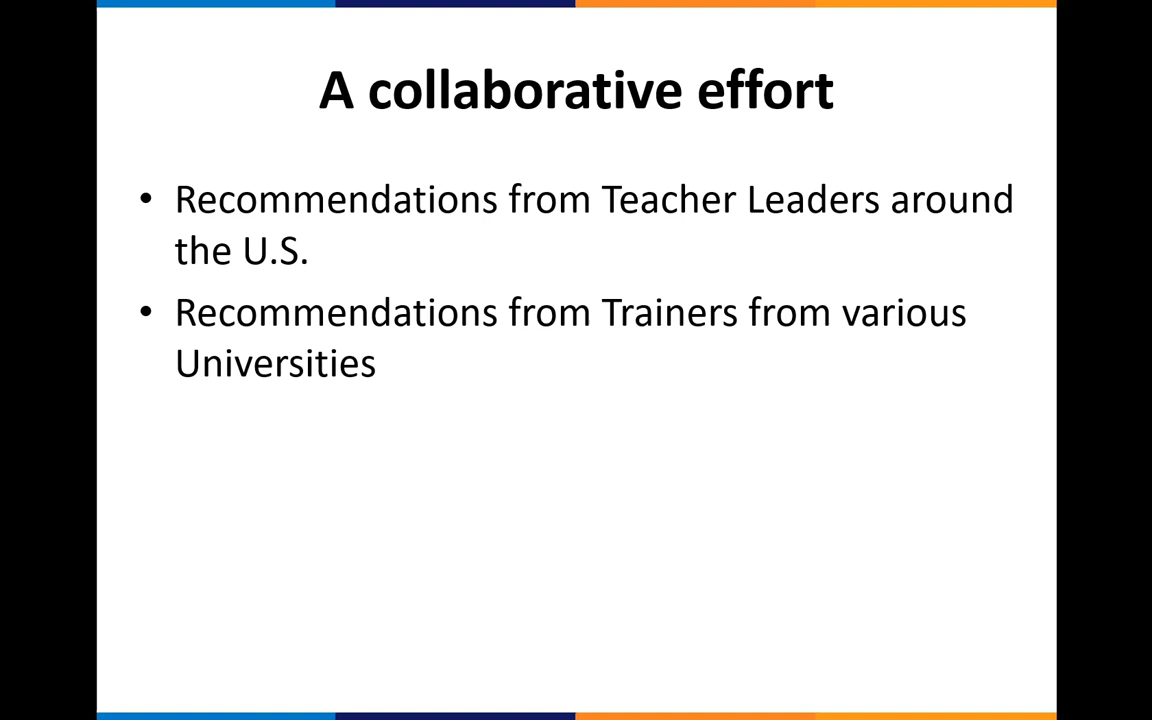 A collaborative effort
• Recommendations from Teacher Leaders around
the U.S.
• Recommendations from Trainers from various
Universities